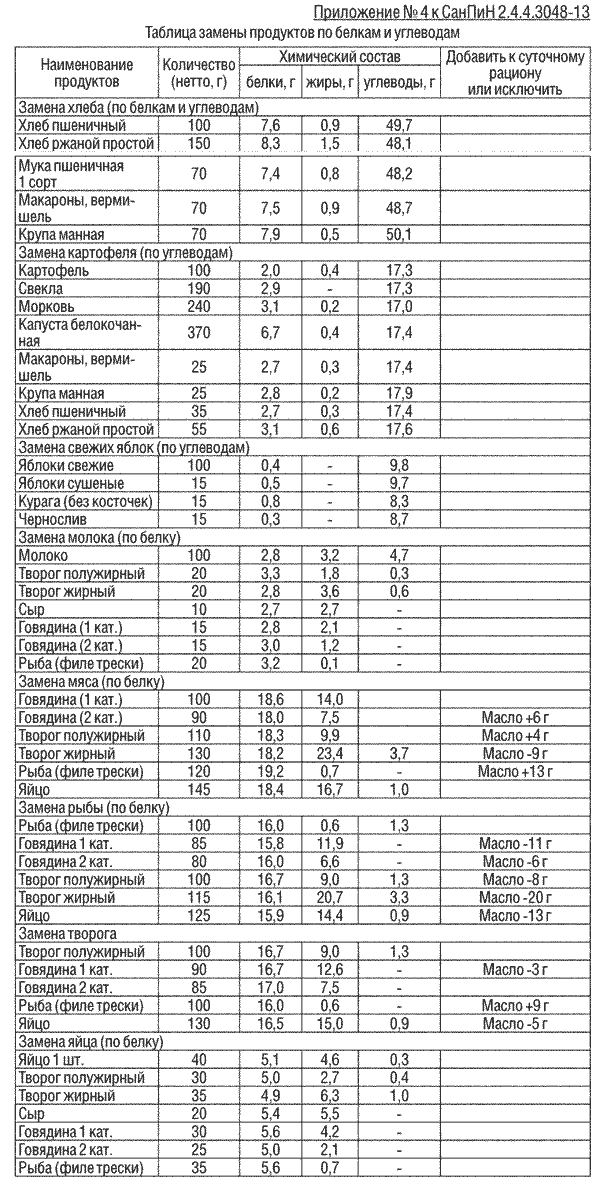 Приложение № 4 к СанПиН 2.4.4.3048-13
Таблица замены продуктов по белкам и углеводам
Наименование продуктов Количество (нетто, г) Химический состав Добавить к суточному рациону или исключить
белки, г жиры, г углеводы, г
Замена хлеба (по белкам и углеводам)
Хлеб пшеничный 100 7,6 0,9 49,7
Хлеб ржаной простой 150 8,3 1,5 48,1
Мука пшеничная
1 сорт 70 7,4 0,8 48,2
Макароны, верми-
шель 70 7,5 0,9 48,7
Крупа манная 70 7,9 0,5 50,1
Замена картофеля (по углеводам)
Картофель 100 2,0 0,4 17,3
Свекла 190 2,9 - 17,3
Морковь 240 3,1 0,2 17,0
Капуста белокочан-
ная 370 6,7 0,4 17,4
Макароны, верми-
шель 25 2,7 0,3 17,4
Крупа манная 25 2,8 0,2 17,9
Хлеб пшеничный 35 2,7 0,3 17,4
Хлеб ржаной простой 55 3,1 0,6 17,6
Замена свежих яблок (по углеводам)
Яблоки свежие 100 0,4 - 9,8
Яблоки сушеные 15 0,5 - 9,7
Курага (без косточек) 15 0,8 - 8,3
Чернослив 15 0,3 - 8,7
Замена молока (по белку)
Молоко 100 2,8 3,2 4,7
Творог полужирный 20 3,3 1,8 0,3
Творог жирный 20 2,8 3,6 0,6
Сыр 10 2,7 2,7 -
Говядина (1 кат.) 15 2,8 2,1 -
Говядина (2 кат.) 15 3,0 1,2 -
Рыба (филе трески) 20 3,2 0,1 -
Замена мяса (по белку)
Говядина (1 кат.) 100 18,6 14,0
Говядина (2 кат.) 90 18,0 7,5 Масло +6 г
Творог полужирный 110 18,3 9,9 Масло +4 г
Творог жирный 130 18,2 23,4 3,7 Масло -9 г
Рыба (филе трески) 120 19,2 0,7 - Масло +13 г
Яйцо 145 18,4 16,7 1,0
Замена рыбы (по белку)
Рыба (филе трески) 100 16,0 0,6 1,3
Говядина 1 кат. 85 15,8 11,9 - Масло -11 г
Говядина 2 кат. 80 16,0 6,6 - Масло -6 г
Творог полужирный 100 16,7 9,0 1,3 Масло -8 г
Творог жирный 115 16,1 20,7 3,3 Масло -20 г
Яйцо 125 15,9 14,4 0,9 Масло -13 г
Замена творога
Творог полужирный 100 16,7 9,0 1,3
Говядина 1 кат. 90 16,7 12,6 - Масло -3 г
Говядина 2 кат. 85 17,0 7,5 -
Рыба (филе трески) 100 16,0 0,6 - Масло +9 г
Яйцо 130 16,5 15,0 0,9 Масло -5 г
Замена яйца (по белку)
Яйцо 1 шт. 40 5,1 4,6 0,3
Творог полужирный 30 5,0 2,7 0,4
Творог жирный 35 4,9 6,3 1,0
Сыр 20 5,4 5,5 -
Говядина 1 кат. 30 5,6 4,2 -
Говядина 2 кат. 25 5,0 2,1 -
Рыба (филе трески) 35 5,6 0,7 -